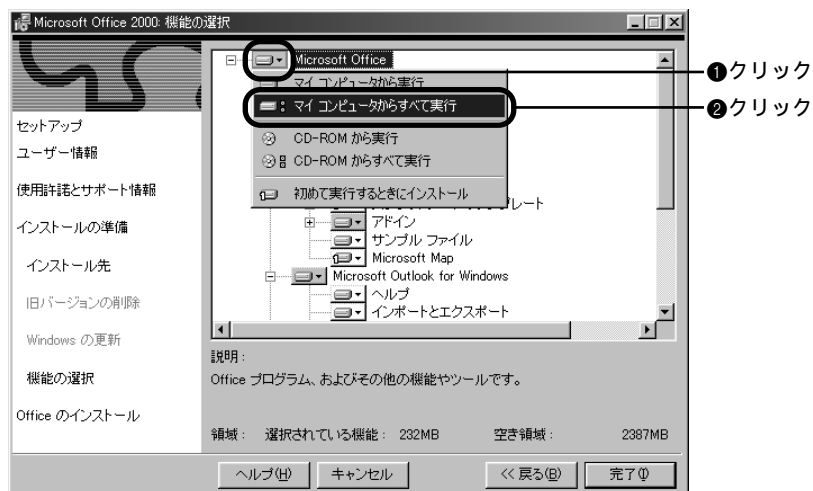 Microsoft Office 2000: 機能の選択
セットアップ
ユーザー情報
使用許諾とサポート情報
インストールの準備
インストール先
旧バージョンの削除
Windows の更新
機能の選択
Office のインストール
Microsoft Office
マイ コンピュータから実行
マイ コンピュータからすべて実行
CD-ROM から実行
CD-ROM からすべて実行
初めて実行するときにインストール
プレート
アドイン
サンプル ファイル
Microsoft Map
Microsoft Outlook for Windows
ヘルプ
インポートとエクスポート
❶クリック
❷クリック
説明:
Office プログラム、およびその他の機能やツールです。
領域: 選択されている機能: 232MB 空き領域: 2387MB
ヘルプ(H) キャンセル << 戻る(B) 完了(I)